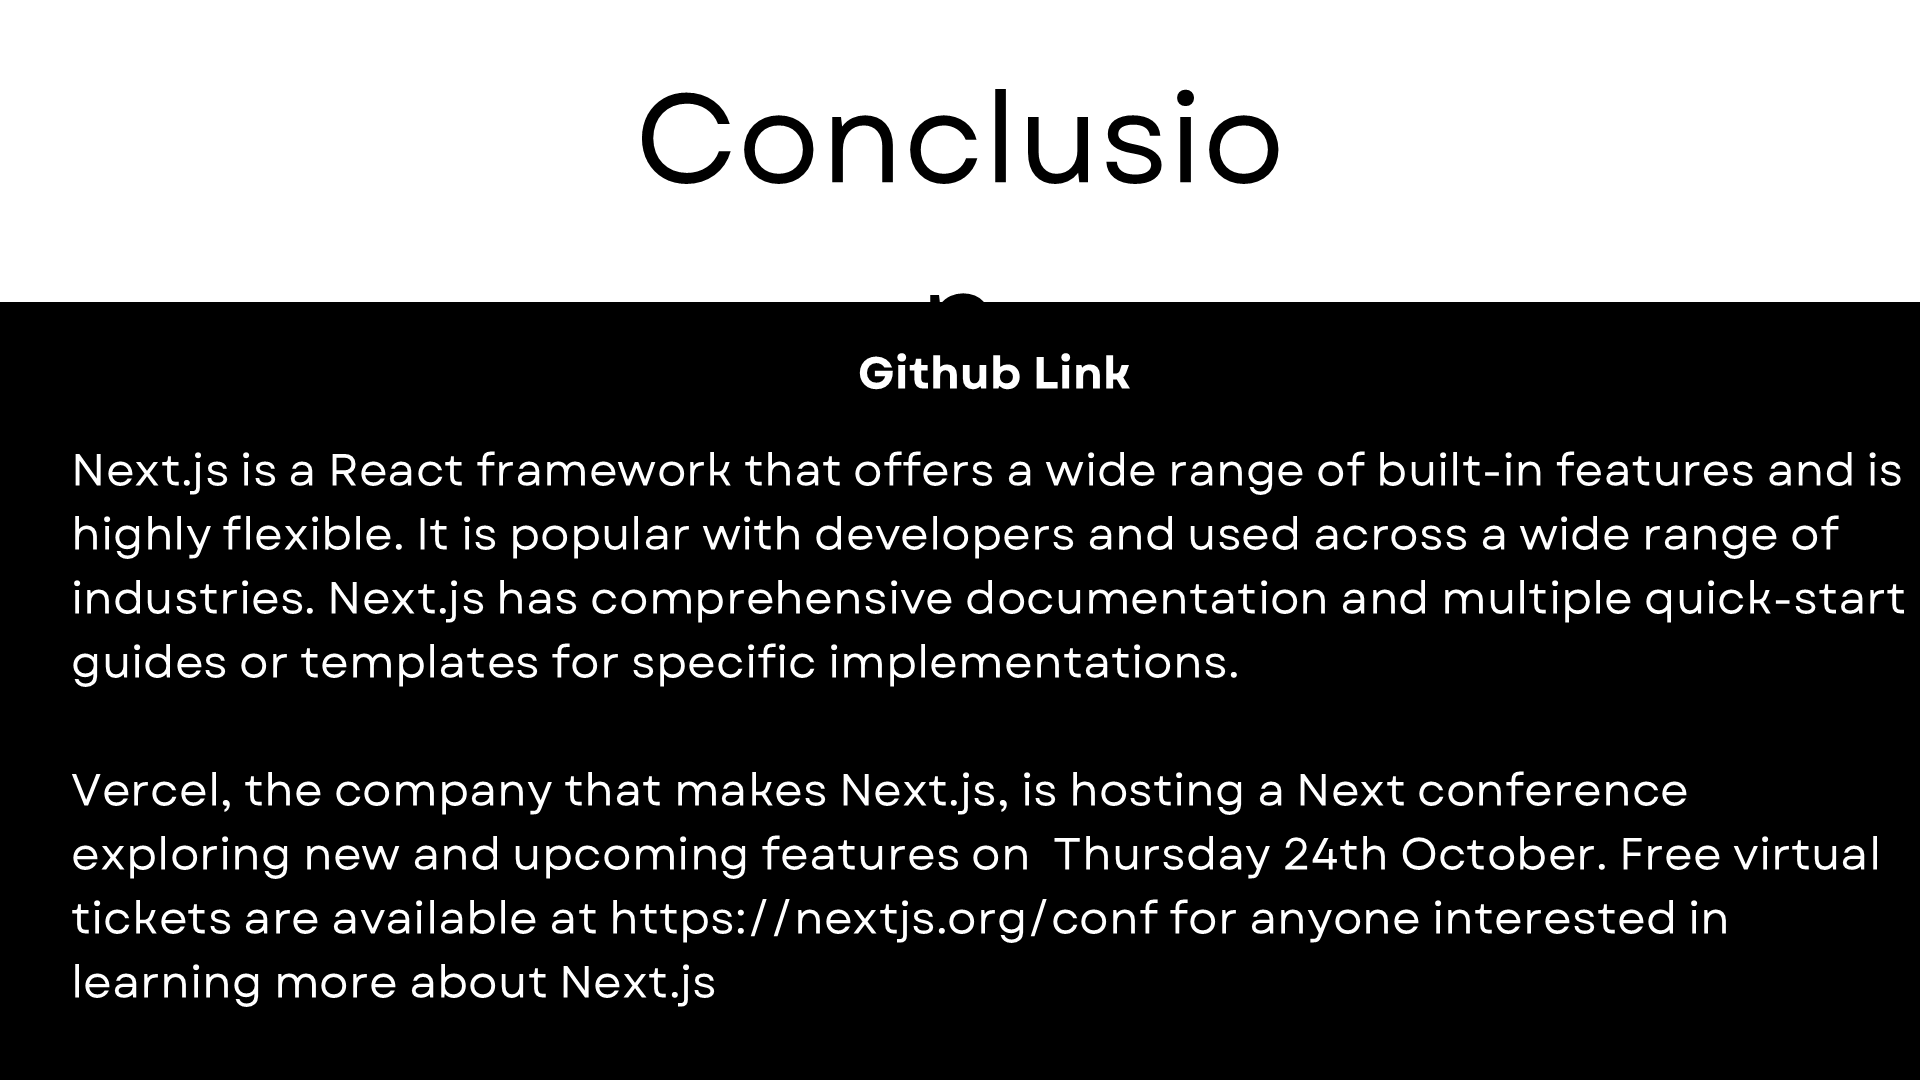 Conclusio
n
Github Link
Next.js is a React framework that offers a wide range of built-in features and is
highly flexible. It is popular with developers and used across a wide range of
industries. Next.js has comprehensive documentation and multiple quick-start
guides or templates for specific implementations.
Vercel, the company that makes Next.js, is hosting a Next conference
exploring new and upcoming features on  Thursday 24th October. Free virtual
tickets are available at https://nextjs.org/conf for anyone interested in
learning more about Next.js